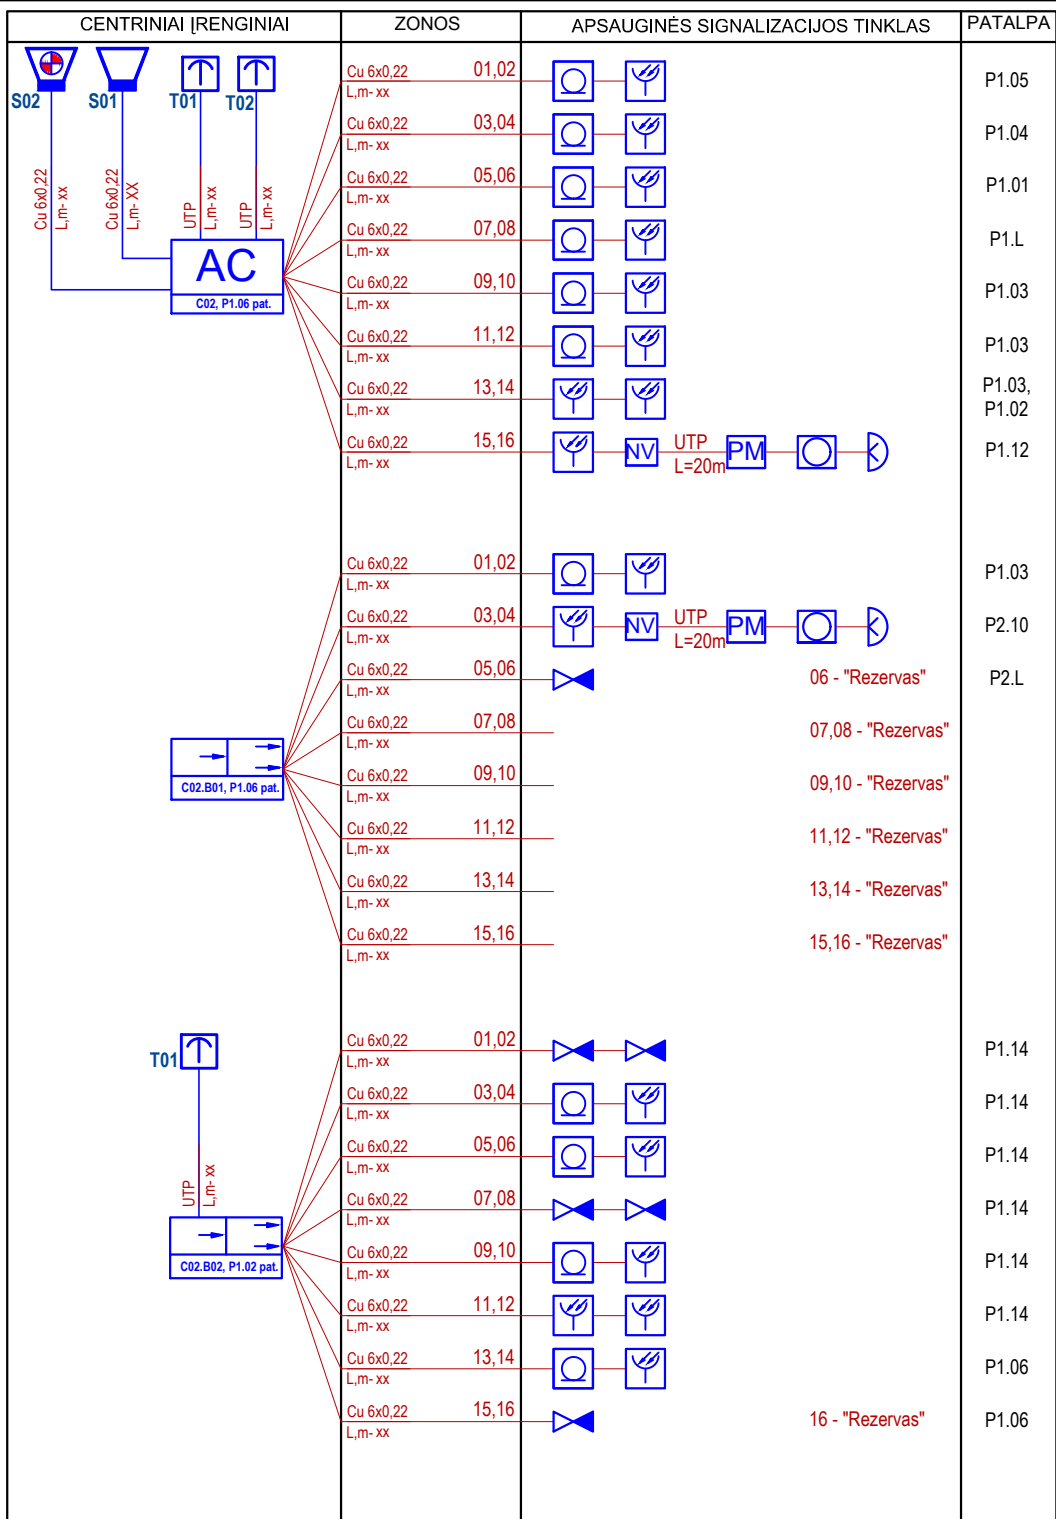 CENTRINIAI ĮRENGINIAI
ZONOS
APSAUGINĖS SIGNALIZACIJOS TINKLAS
PATALPA
S02
S01
T01
T02
Cu 6x0,22
L,m- xx
Cu 6x0,22
L,m- XX
UTP
L,m- xx
UTP
L,m- xx
AC
C02, P1.06 pat.
Cu 6x0,22
L,m- xx
01,02
P1.05
Cu 6x0,22
L,m- xx
03,04
P1.04
Cu 6x0,22
L,m- xx
05,06
P1.01
Cu 6x0,22
L,m- xx
07,08
P1.L
Cu 6x0,22
L,m- xx
09,10
P1.03
Cu 6x0,22
L,m- xx
11,12
P1.03
Cu 6x0,22
L,m- xx
13,14
P1.03,
P1.02
Cu 6x0,22
L,m- xx
15,16
NV
UTP
L=20m
PM
P1.12
C02.B01, P1.06 pat.
Cu 6x0,22
L,m- xx
01,02
P1.03
Cu 6x0,22
L,m- xx
03,04
NV
UTP
L=20m
PM
P2.10
Cu 6x0,22
L,m- xx
05,06
06 - "Rezervas"
P2.L
Cu 6x0,22
L,m- xx
07,08
07,08 - "Rezervas"
Cu 6x0,22
L,m- xx
09,10
09,10 - "Rezervas"
Cu 6x0,22
L,m- xx
11,12
11,12 - "Rezervas"
Cu 6x0,22
L,m- xx
13,14
13,14 - "Rezervas"
Cu 6x0,22
L,m- xx
15,16
15,16 - "Rezervas"
T01
UTP
L,m- xx
C02.B02, P1.02 pat.
Cu 6x0,22
L,m- xx
01,02
P1.14
Cu 6x0,22
L,m- xx
03,04
P1.14
Cu 6x0,22
L,m- xx
05,06
P1.14
Cu 6x0,22
L,m- xx
07,08
P1.14
Cu 6x0,22
L,m- xx
09,10
P1.14
Cu 6x0,22
L,m- xx
11,12
P1.14
Cu 6x0,22
L,m- xx
13,14
P1.06
Cu 6x0,22
L,m- xx
15,16
16 - "Rezervas"
P1.06